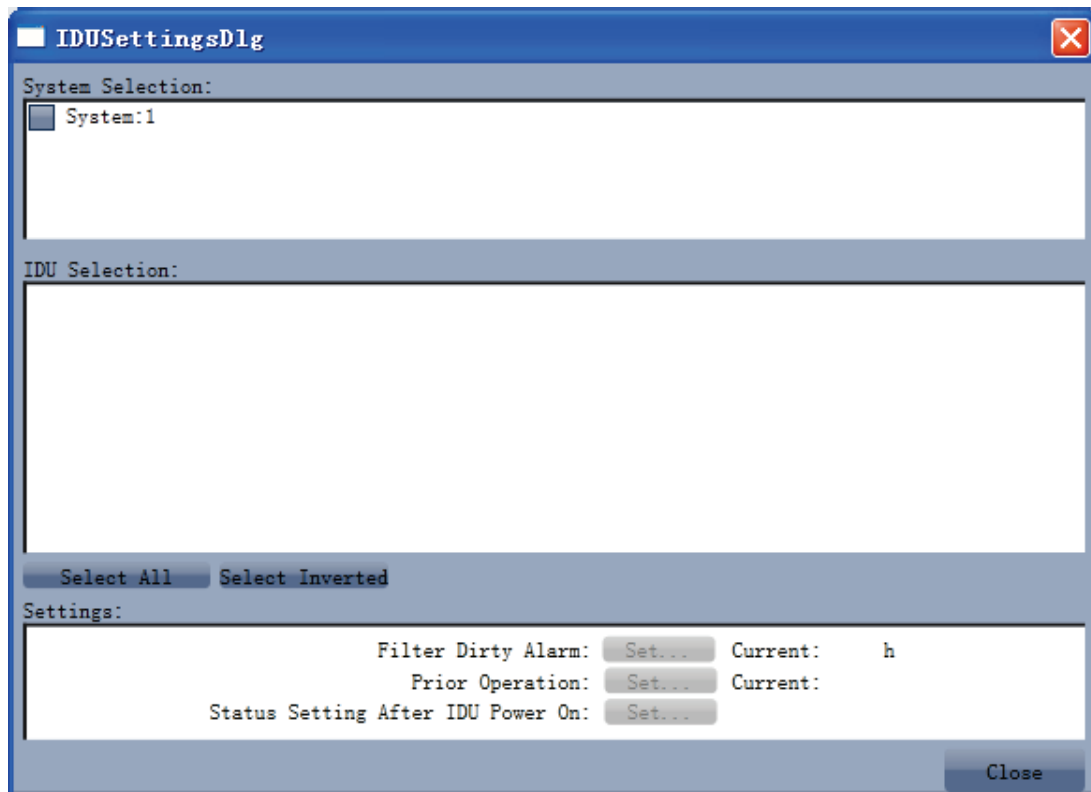 IDUSettingsDlg
System Selection:
System:1
IDU Selection:
Select All Select Inverted
Settings:
Filter Dirty Alarm: Set... Current: h
Prior Operation: Set... Current:
Status Setting After IDU Power On: Set...
Close